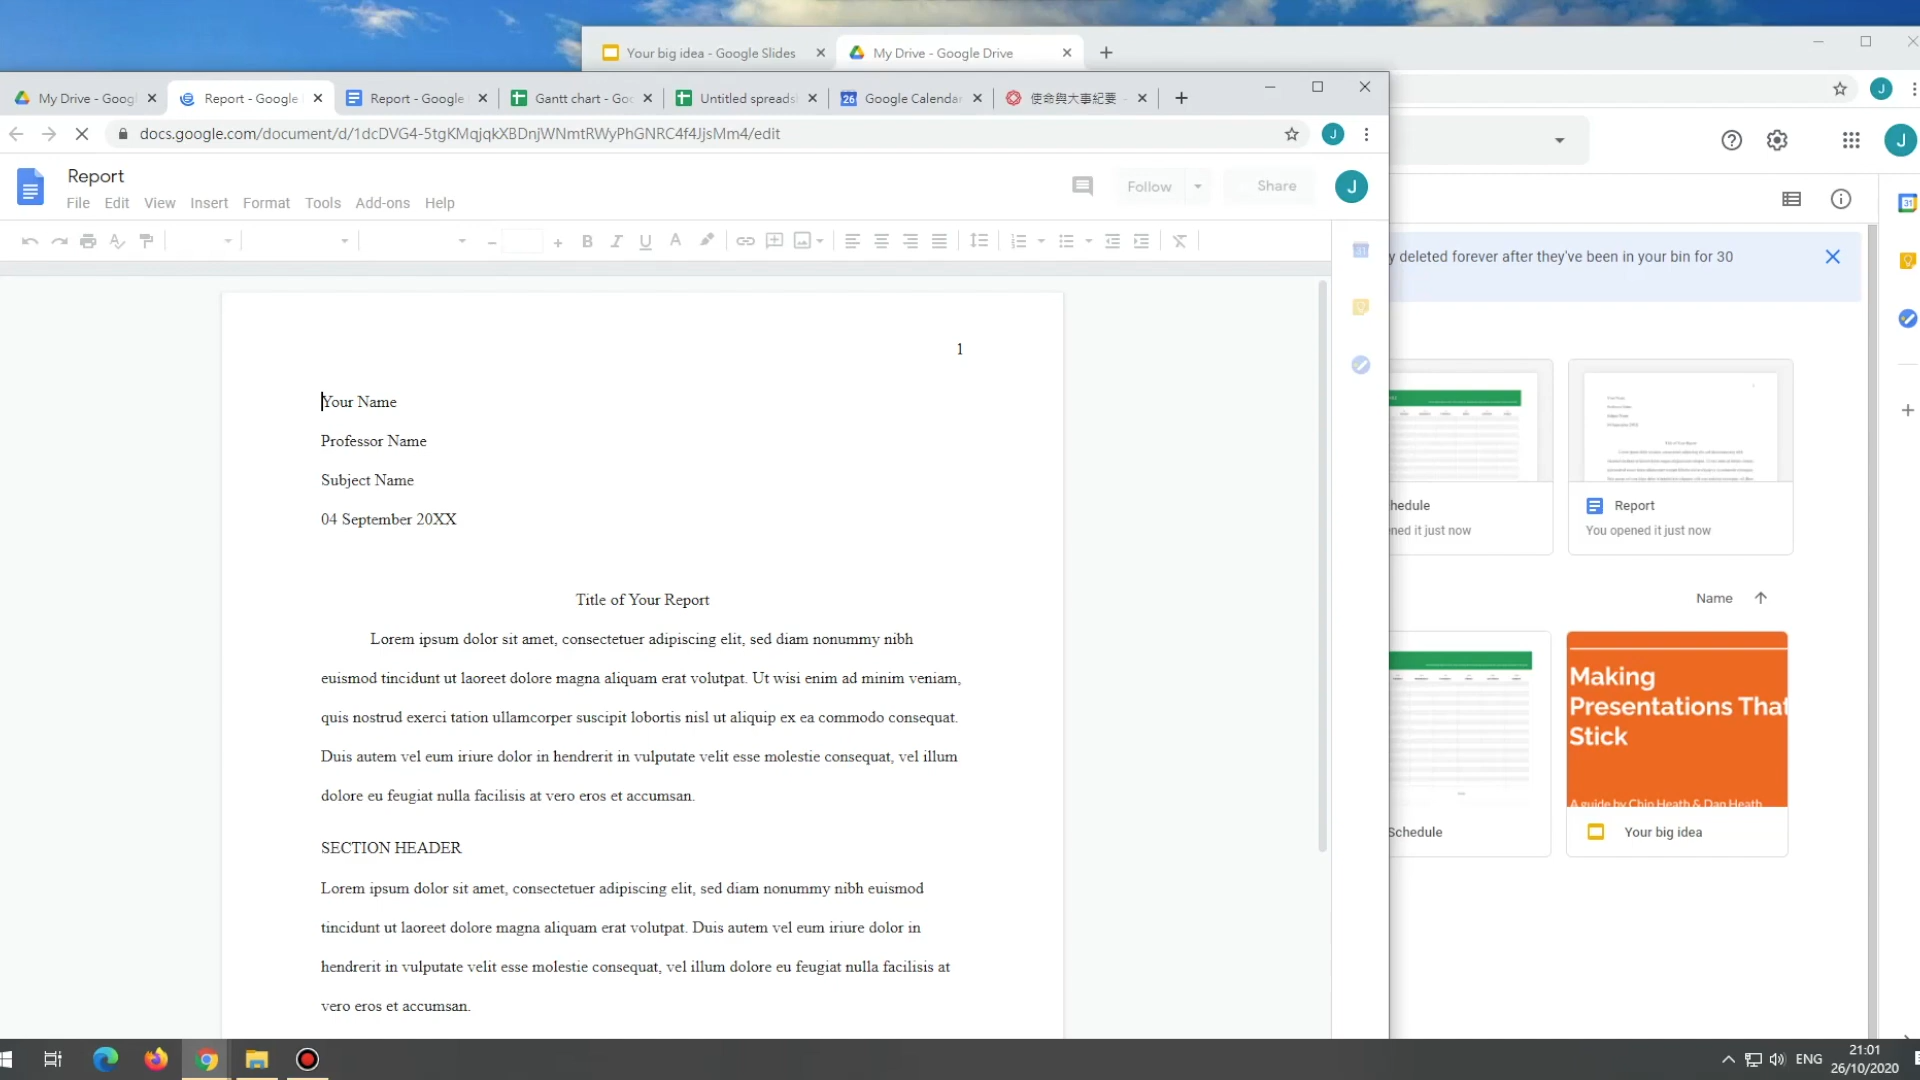 Your big idea - Google Slides
My Drive - Google Drive
My Drive - Goog
Report - Google
Report - Google
Gantt chart - Goo
Untitled spreads
26
Google Calendar
使命與大事紀要 -
docs.google.com/document/d/1dcDVG4-5tgKMqjqkXBDnjWNmtRWyPhGNRC4f4JjsMm4/edit
J
J
J
Report
File Edit View Insert Format Tools Add-ons Help
Follow
Share
J
31
31
y deleted forever after they've been in your bin for 30
1
Your Name
Professor Name
Subject Name
04 September 20XX
Title of Your Report
Lorem ipsum dolor sit amet, consectetuer adipiscing elit, sed diam nonummy nibh
euismod tincidunt ut laoreet dolore magna aliquam erat volutpat. Ut wisi enim ad minim veniam,
quis nostrud exerci tation ullamcorper suscipit lobortis nisl ut aliquip ex ea commodo consequat.
Duis autem vel eum iriure dolor in hendrerit in vulputate velit esse molestie consequat, vel illum
dolore eu feugiat nulla facilisis at vero eros et accumsan.
SECTION HEADER
Lorem ipsum dolor sit amet, consectetuer adipiscing elit, sed diam nonummy nibh euismod
tincidunt ut laoreet dolore magna aliquam erat volutpat. Duis autem vel eum iriure dolor in
hendrerit in vulputate velit esse molestie consequat, vel illum dolore eu feugiat nulla facilisis at
vero eros et accumsan.
hedule
ned it just now
Report
You opened it just now
Name
Making
Presentations That
Stick
A guide by Chip Heath & Dan Heath
Schedule
Your big idea
ENG
21:01
26/10/2020